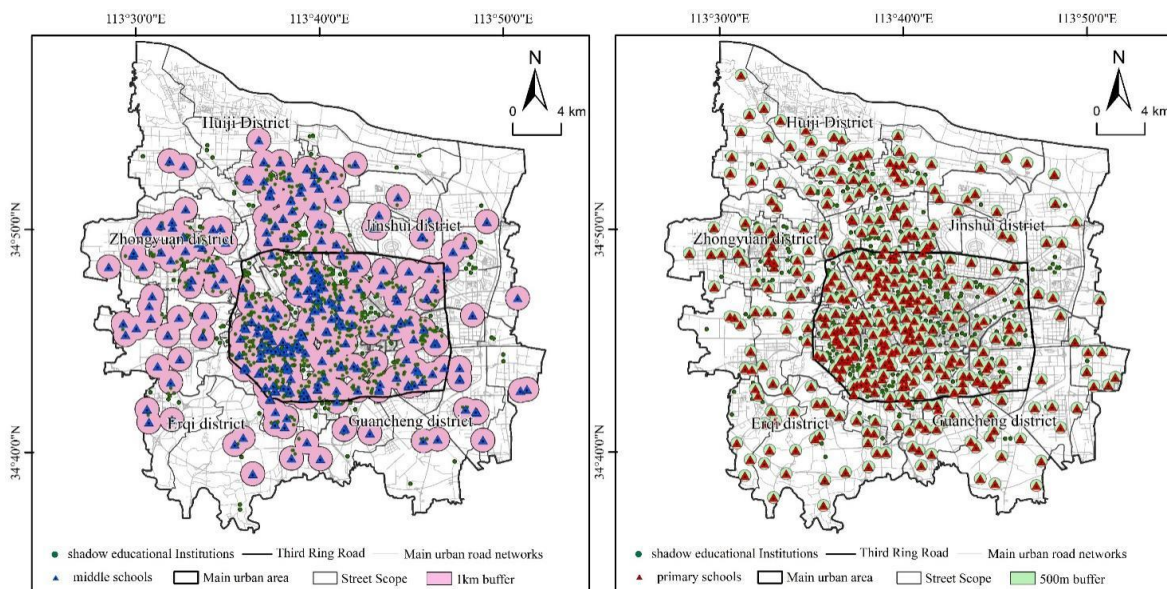 113°30'0"E 113°40'0"E 113°50'0"E
34°50'0"N
34°40'0"N
N
0 4 km
Huiji District
Jinshui district
Zhongyuan district
Erqi district
Guancheng district
shadow educational Institutions Third Ring Road Main urban road networks
middle schools Main urban area Street Scope 1km buffer
113°30'0"E 113°40'0"E 113°50'0"E
34°50'0"N
34°40'0"N
N
0 4 km
Huiji District
Jinshui district
Zhongyuan district
Erqi district
Guancheng district
shadow educational Institutions Third Ring Road Main urban road networks
primary schools Main urban area Street Scope 500m buffer